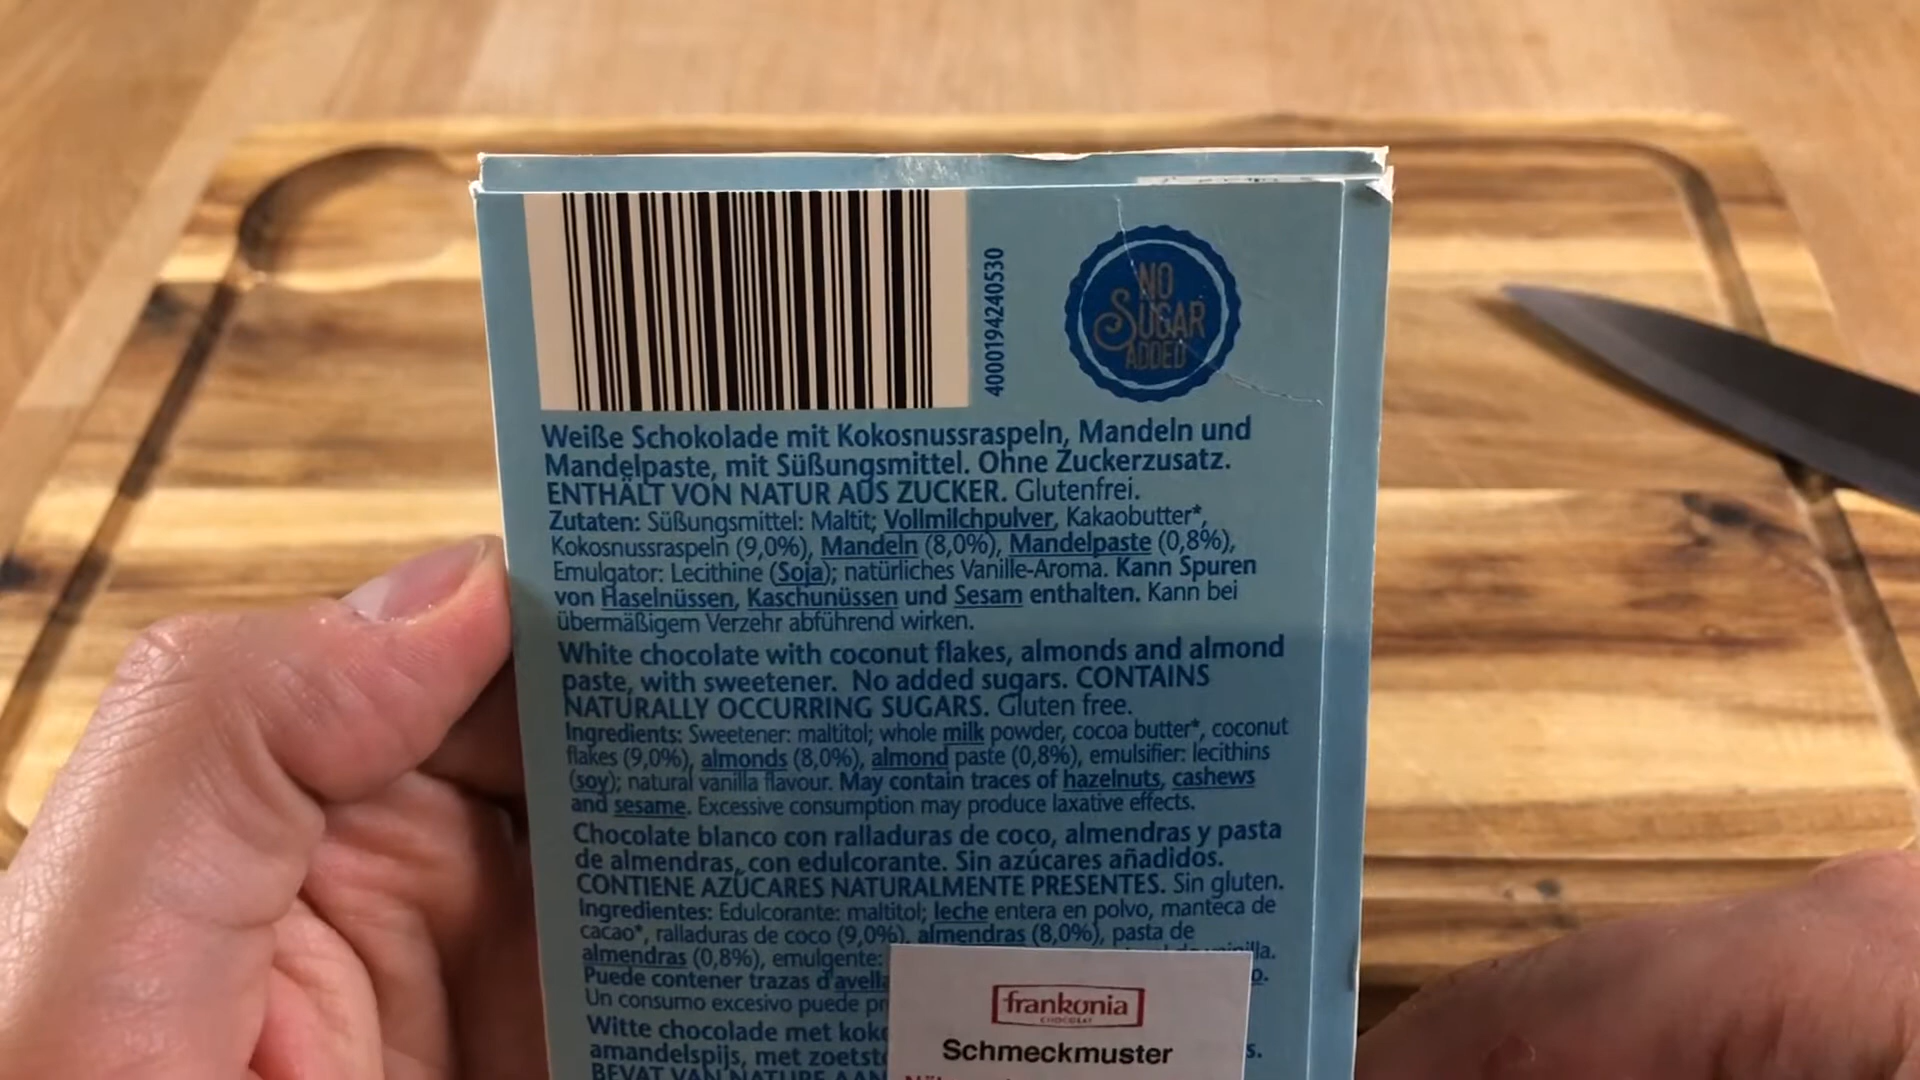 4000194240530
NO
SUGAR
ADDED
Weiße Schokolade mit Kokosnussraspeln, Mandeln und
Mandelpaste, mit Süßungsmittel. Ohne Zuckerzusatz.
ENTHÄLT VON NATUR AUS ZUCKER. Glutenfrei.
Zutaten: Süßungsmittel: Maltit; Vollmilchpulver, Kakaobutter*,
Kokosnussraspeln (9,0%), Mandeln (8,0%), Mandelpaste (0,8%),
Emulgator: Lecithine (Soja); natürliches Vanille-Aroma. Kann Spuren
von Haselnüssen, Kaschunüssen und Sesam enthalten. Kann bei
übermäßigem Verzehr abführend wirken.
White chocolate with coconut flakes, almonds and almond
paste, with sweetener. No added sugars. CONTAINS
NATURALLY OCCURRING SUGARS. Gluten free.
Ingredients: Sweetener: maltitol; whole milk powder, cocoa butter*, coconut
flakes (9,0%), almonds (8,0%), almond paste (0,8%), emulsifier: lecithins
(soy); natural vanilla flavour. May contain traces of hazelnuts, cashews
and sesame. Excessive consumption may produce laxative effects.
Chocolate blanco con ralladuras de coco, almendras y pasta
de almendras, con edulcorante. Sin azúcares añadidos.
CONTIENE AZÚCARES NATURALMENTE PRESENTES. Sin gluten.
Ingredientes: Edulcorante: maltitol; leche entera en polvo, manteca de
cacao*, ralladuras de coco (9,0%), almendras (8,0%), pasta de
almendras (0,8%), emulgente:
Puede contener trazas d'avella
Un consumo excesivo puede pr
Witte chocolade met koko
amandelspijs, met zoetsto
BEVAT VAN NATURE AAN
frankonia
CHOCOLAT
Schmeckmuster